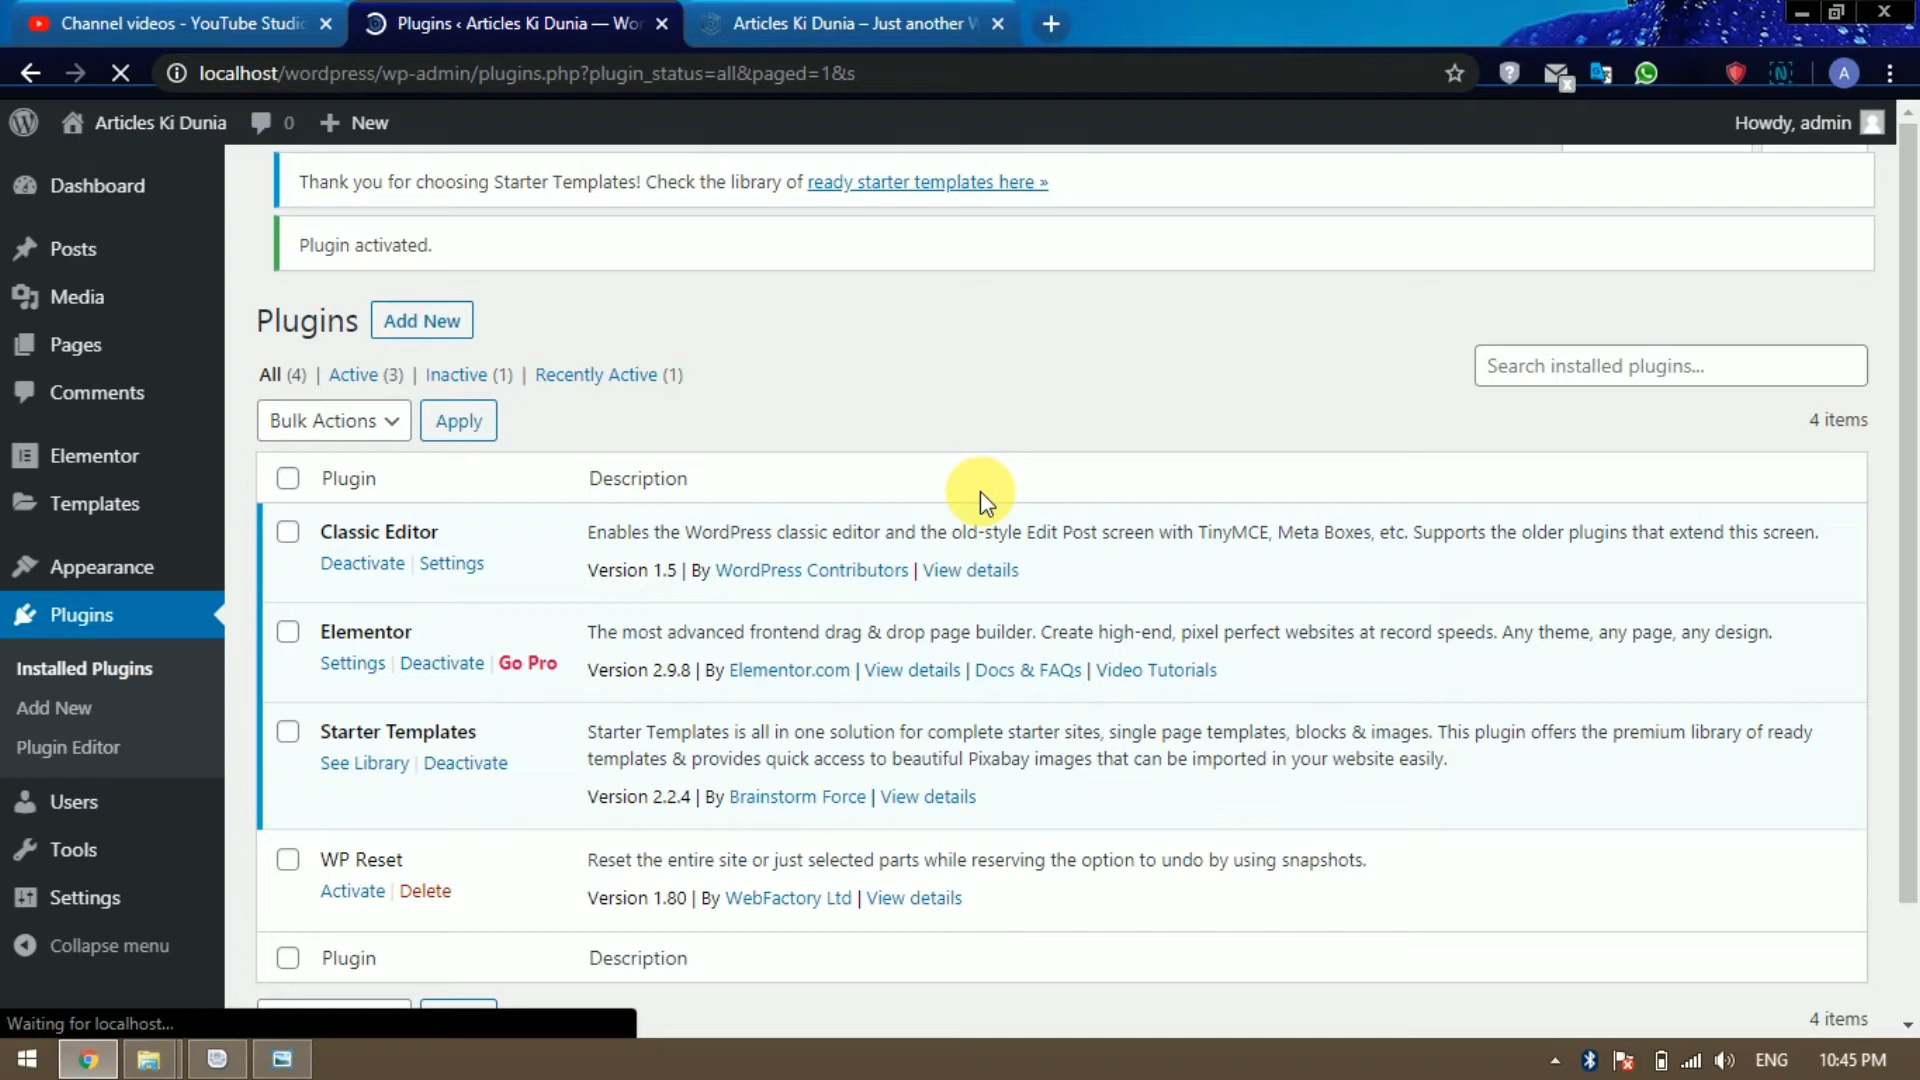 Channel videos - YouTube Studio
Plugins ‹ Articles Ki Dunia — Wor
Articles Ki Dunia – Just another W
localhost/wordpress/wp-admin/plugins.php?plugin_status=all&paged=1&s
A
Articles Ki Dunia
0
New
Howdy, admin
Dashboard
Posts
Media
Pages
Comments
Elementor
Templates
Appearance
Plugins
Installed Plugins
Add New
Plugin Editor
Users
Tools
Settings
Collapse menu
Thank you for choosing Starter Templates! Check the library of ready starter templates here »
Plugin activated.
Plugins Add New
All (4) | Active (3) | Inactive (1) | Recently Active (1)
Search installed plugins...
Bulk Actions Apply
4 items
Plugin Description
Classic Editor
Deactivate | Settings
Enables the WordPress classic editor and the old-style Edit Post screen with TinyMCE, Meta Boxes, etc. Supports the older plugins that extend this screen.
Version 1.5 | By WordPress Contributors | View details
Elementor
Settings | Deactivate | Go Pro
The most advanced frontend drag & drop page builder. Create high-end, pixel perfect websites at record speeds. Any theme, any page, any design.
Version 2.9.8 | By Elementor.com | View details | Docs & FAQs | Video Tutorials
Starter Templates
See Library | Deactivate
Starter Templates is all in one solution for complete starter sites, single page templates, blocks & images. This plugin offers the premium library of ready
templates & provides quick access to beautiful Pixabay images that can be imported in your website easily.
Version 2.2.4 | By Brainstorm Force | View details
WP Reset
Activate | Delete
Reset the entire site or just selected parts while reserving the option to undo by using snapshots.
Version 1.80 | By WebFactory Ltd | View details
Plugin Description
4 items
Waiting for localhost...
ENG
10:45 PM